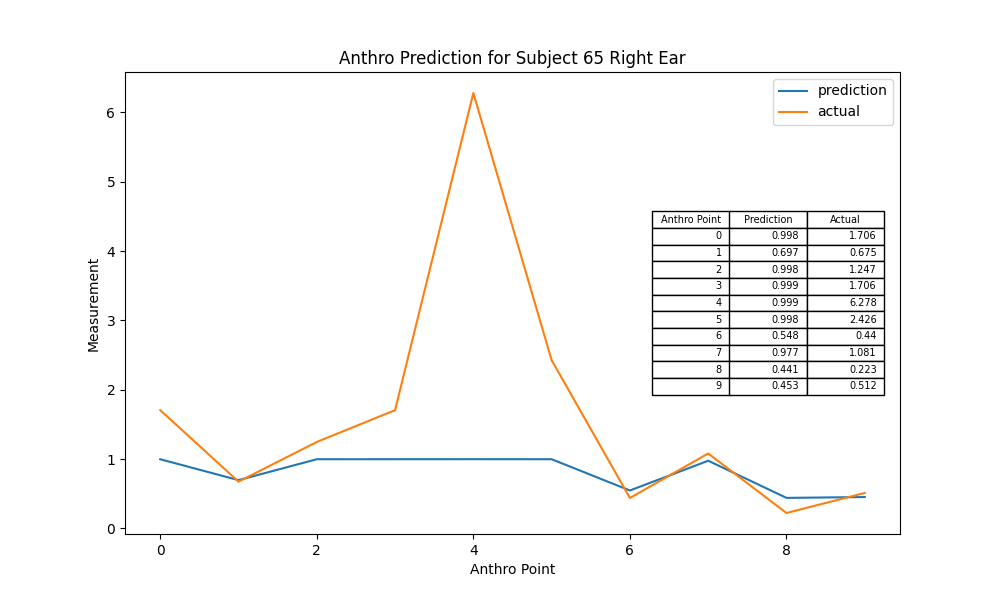 Anthro Prediction for Subject 65 Right Ear
prediction
actual
6
5
4
3
2
1
0
Measurement
Anthro Point Prediction Actual
0 0.998 1.706
1 0.697 0.675
2 0.998 1.247
3 0.999 1.706
4 0.999 6.278
5 0.998 2.426
6 0.548 0.44
7 0.977 1.081
8 0.441 0.223
9 0.453 0.512
0 2 4 6 8
Anthro Point